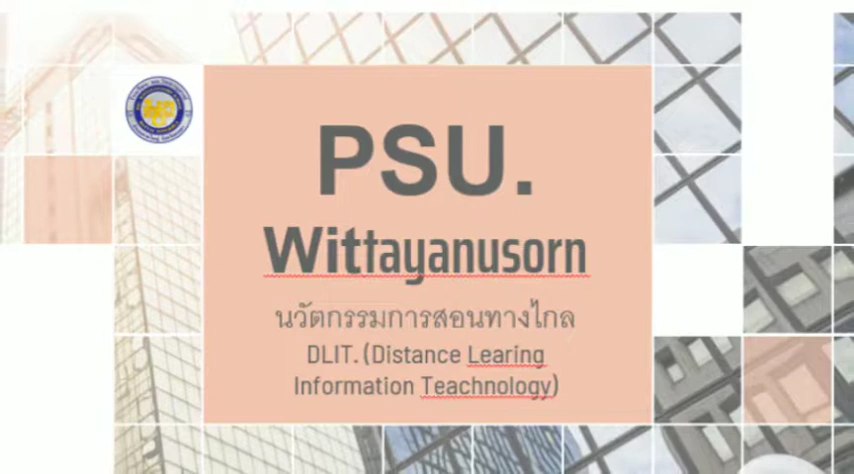 PSU.
Wittayanusorn
นวัตกรรมการสอนทางไกล
DLIT. (Distance Learing
Information Teachnology)